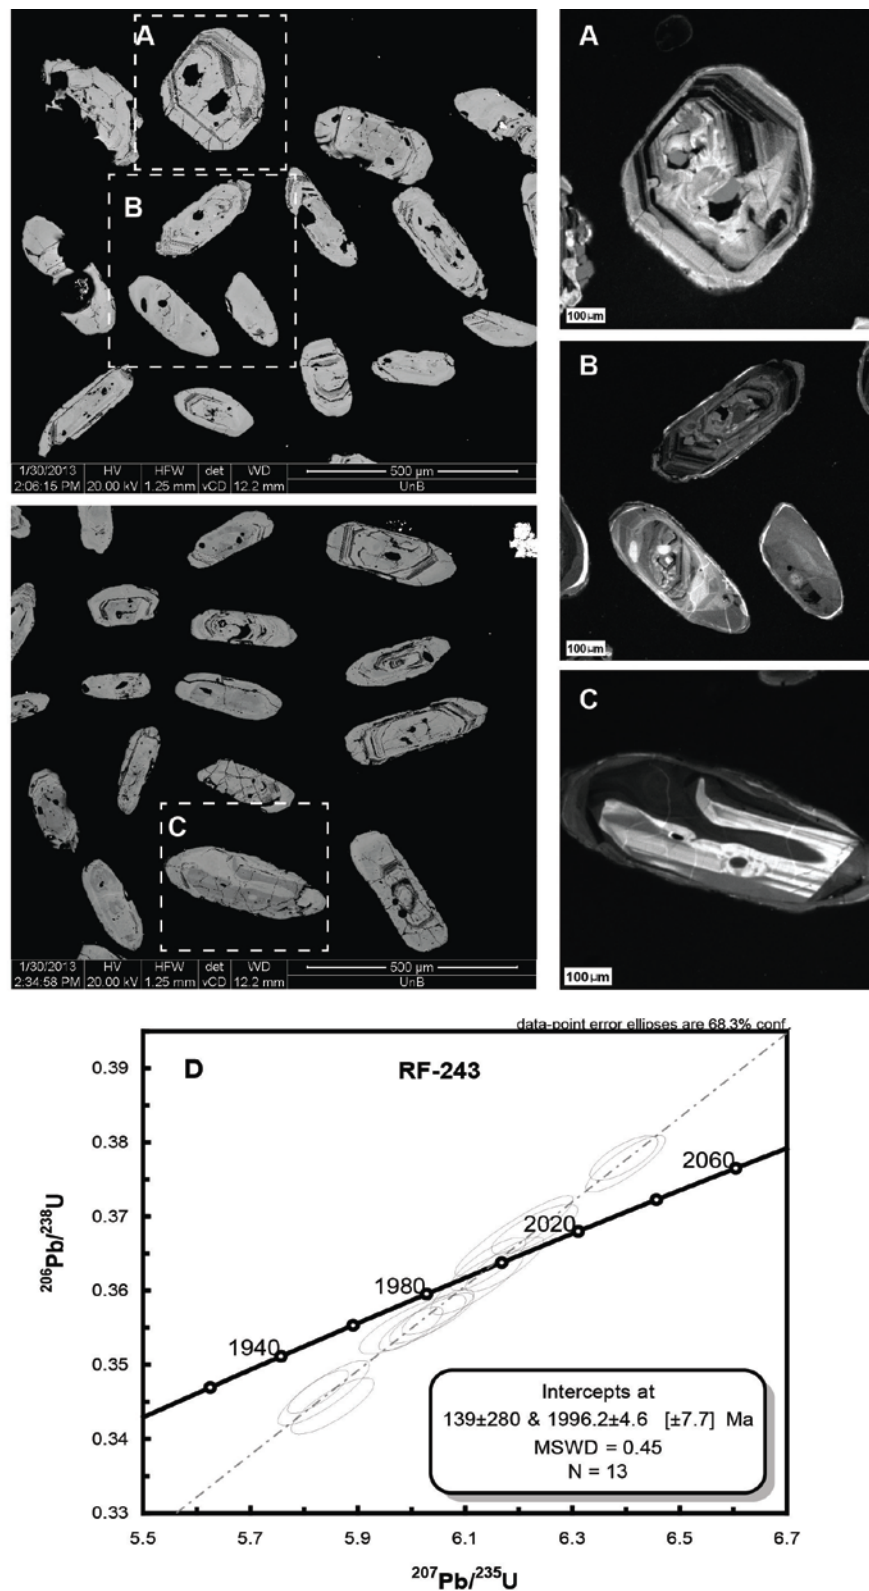 A
B
1/30/2013 HV HFW det WD 500 µm
2:06:15 PM 20.00 kV 1.25 mm vCD 12.2 mm UnB
C
1/30/2013 HV HFW det WD 500 µm
2:34:58 PM 20.00 kV 1.25 mm vCD 12.2 mm UnB
A
100µm
B
100µm
C
100µm
data-point error ellipses are 68.3% conf.
D RF-243
0.39
0.38
0.37
0.36
0.35
0.34
0.33
206Pb/238U
2060
2020
1980
1940
Intercepts at
139±280 & 1996.2±4.6 [±7.7] Ma
MSWD = 0.45
N = 13
5.5 5.7 5.9 6.1 6.3 6.5 6.7
207Pb/235U